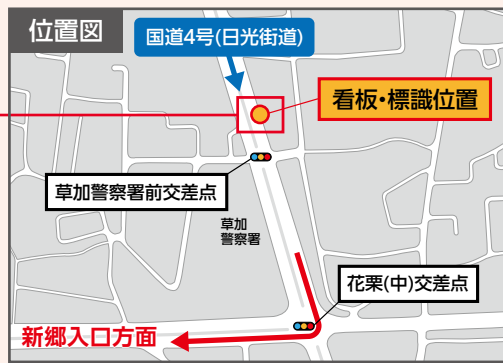 位置図
国道4号(日光街道)
看板・標識位置
草加警察署前交差点
草加
警察署
花栗(中)交差点
新郷入口方面